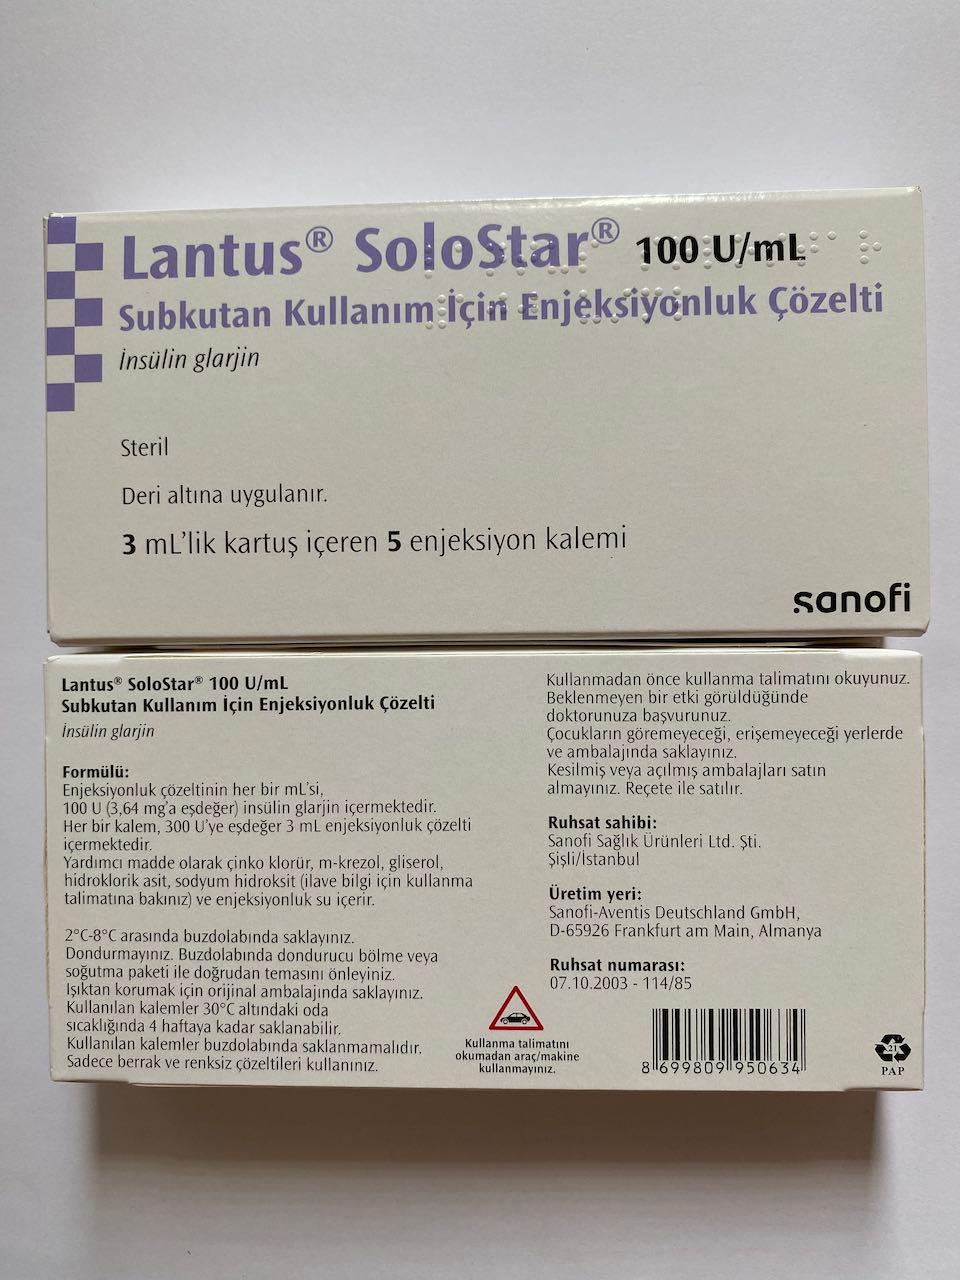 Lantus® SoloStar® 100 U/mL
Subkutan Kullanım İçin Enjeksiyonluk Çözelti
İnsülin glarjin
Steril
Deri altına uygulanır.
3 mL'lik kartuş içeren 5 enjeksiyon kalemi
sanofi
Lantus® SoloStar® 100 U/mL
Subkutan Kullanım İçin Enjeksiyonluk Çözelti
İnsülin glarjin
Formülü:
Enjeksiyonluk çözeltinin her bir mL'si,
100 U (3,64 mg'a eşdeğer) insülin glarjin içermektedir.
Her bir kalem, 300 U'ye eşdeğer 3 mL enjeksiyonluk çözelti
içermektedir.
Yardımcı madde olarak çinko klorür, m-krezol, gliserol,
hidroklorik asit, sodyum hidroksit (ilave bilgi için kullanma
talimatına bakınız) ve enjeksiyonluk su içerir.
2°C-8°C arasında buzdolabında saklayınız.
Dondurmayınız. Buzdolabında dondurucu bölme veya
soğutma paketi ile doğrudan temasını önleyiniz.
Işıktan korumak için orijinal ambalajında saklayınız.
Kullanılan kalemler 30°C altındaki oda
sıcaklığında 4 haftaya kadar saklanabilir.
Kullanılan kalemler buzdolabında saklanmamalıdır.
Sadece berrak ve renksiz çözeltileri kullanınız.
Kullanmadan önce kullanma talimatını okuyunuz.
Beklenmeyen bir etki görüldüğünde
doktorunuza başvurunuz.
Çocukların göremeyeceği, erişemeyeceği yerlerde
ve ambalajında saklayınız.
Kesilmiş veya açılmış ambalajları satın
almayınız. Reçete ile satılır.
Ruhsat sahibi:
Sanofi Sağlık Ürünleri Ltd. Şti.
Şişli/İstanbul
Üretim yeri:
Sanofi-Aventis Deutschland GmbH,
D-65926 Frankfurt am Main, Almanya
Ruhsat numarası:
07.10.2003 - 114/85
Kullanma talimatını
okumadan araç/makine
kullanmayınız.
8 699809 950634
21
PAP